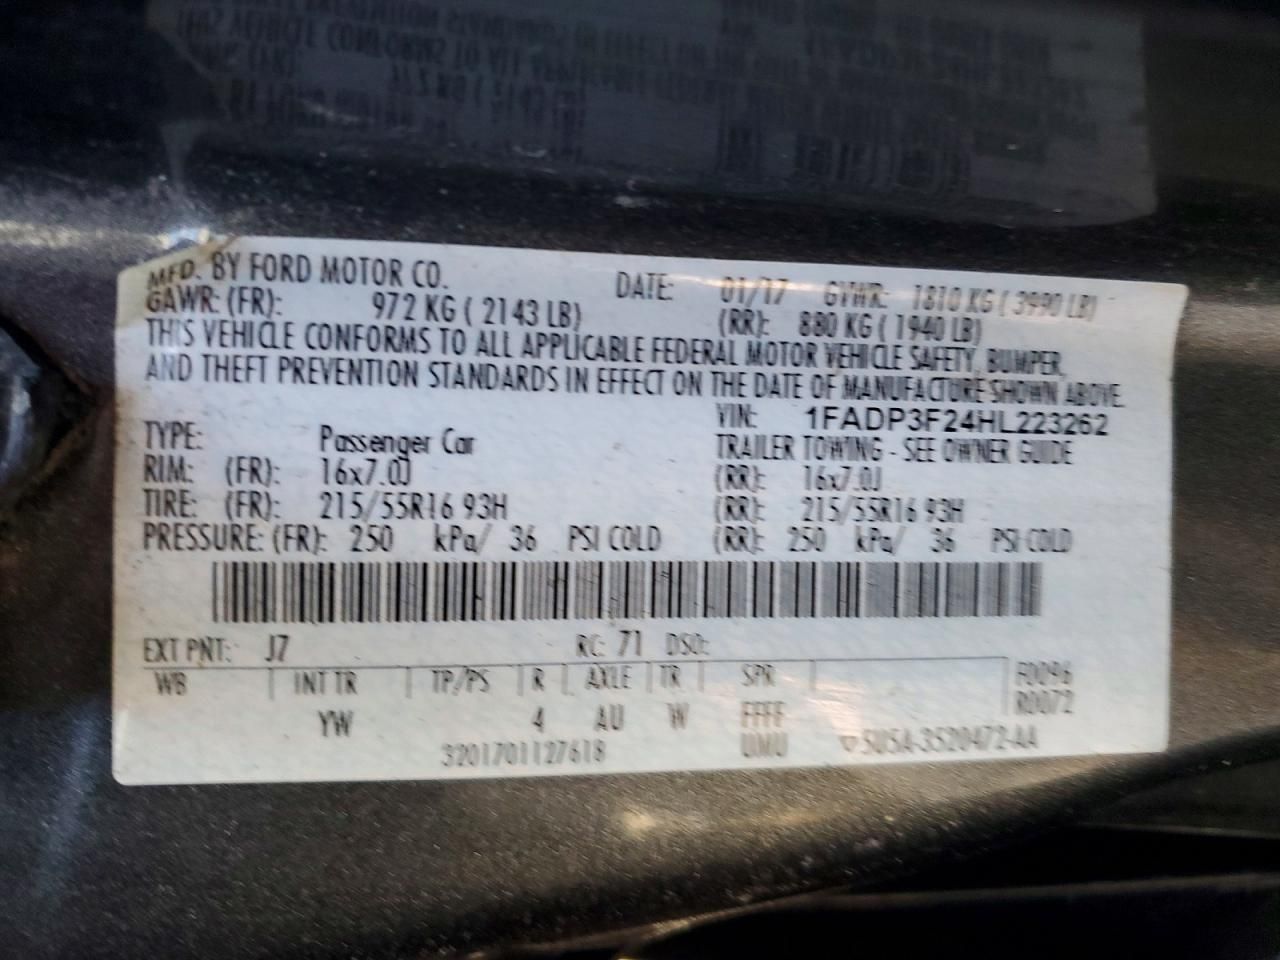 MFD. BY FORD MOTOR CO. DATE: 01/17 GVWR: 1810 KG ( 3990 LB)
GAWR: (FR): 972 KG ( 2143 LB) (RR): 880 KG ( 1940 LB)
THIS VEHICLE CONFORMS TO ALL APPLICABLE FEDERAL MOTOR VEHICLE SAFETY, BUMPER,
AND THEFT PREVENTION STANDARDS IN EFFECT ON THE DATE OF MANUFACTURE SHOWN ABOVE.
VIN: 1FADP3F24HL223262
TYPE: Passenger Car TRAILER TOWING - SEE OWNER GUIDE
RIM: (FR): 16x7.0J (RR): 16x7.0J
TIRE: (FR): 215/55R16 93H (RR): 215/55R16 93H
PRESSURE: (FR): 250 kPa/ 36 PSI COLD (RR): 250 kPa/ 36 PSI COLD
EXT PNT: J7 RC: 71 DSO:
WB INT TR TP/PS R AXLE TR SPR F0096
YW 4 AU W FFFF R0072
3201701127618 UMU 5U5A-3520472-AA